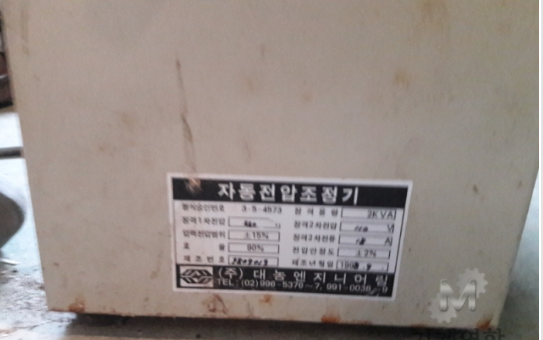 자동전압조정기
형식승인번호 3-5-4573 정격용량 2KVA
정격1차전압 정격2차전압 V
입력전압범위 ±15% 정격2차전류 A
효율 90% 전압안정도 ±2%
제조번호 제조년월일
(주) 대농엔지니어링
TEL: (02)996-5376~7, 991-0036~9
M